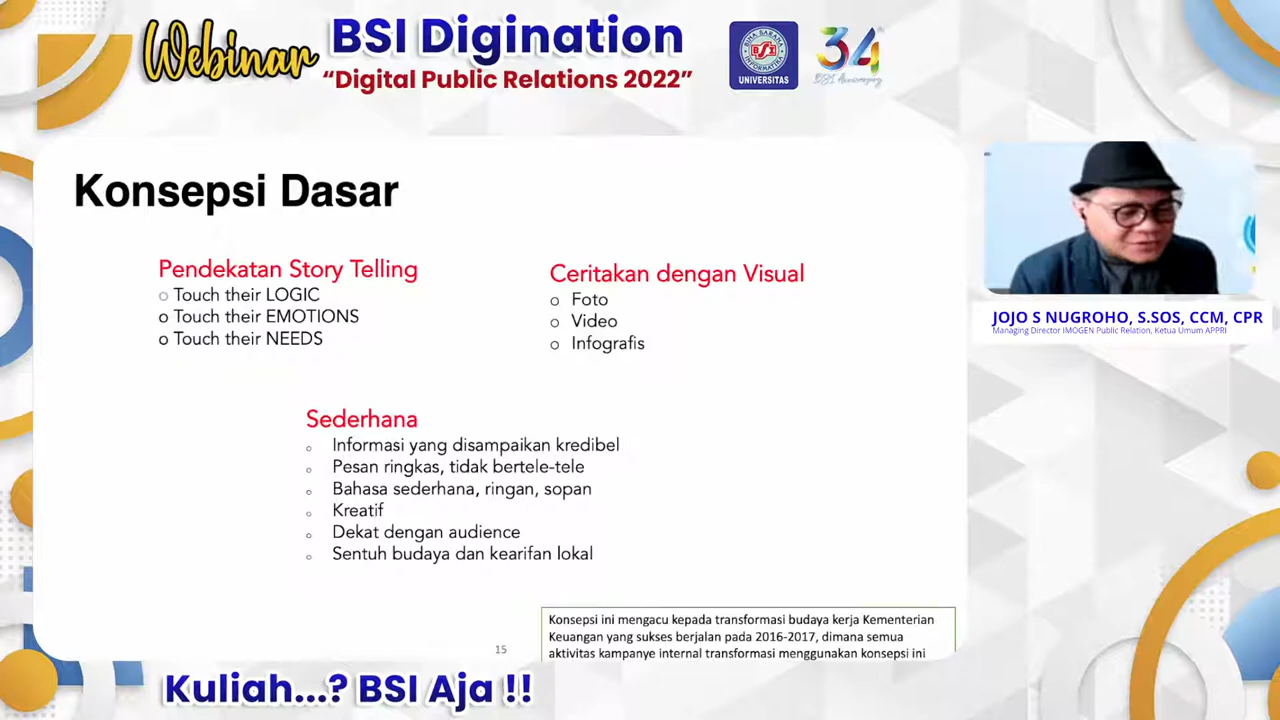 Webinar
BSI Digination
“Digital Public Relations 2022”
BSI
UNIVERSITAS
34
BSI Anniversary
Konsepsi Dasar
Pendekatan Story Telling
o Touch their LOGIC
o Touch their EMOTIONS
o Touch their NEEDS
Ceritakan dengan Visual
o Foto
o Video
o Infografis
JOJO S NUGROHO, S.SOS, CCM, CPR
Managing Director IMOGEN Public Relation, Ketua Umum APPRI
Sederhana
o Informasi yang disampaikan kredibel
o Pesan ringkas, tidak bertele-tele
o Bahasa sederhana, ringan, sopan
o Kreatif
o Dekat dengan audience
o Sentuh budaya dan kearifan lokal
Konsepsi ini mengacu kepada transformasi budaya kerja Kementerian
Keuangan yang sukses berjalan pada 2016-2017, dimana semua
aktivitas kampanye internal transformasi menggunakan konsepsi ini
15
Kuliah...? BSI Aja !!